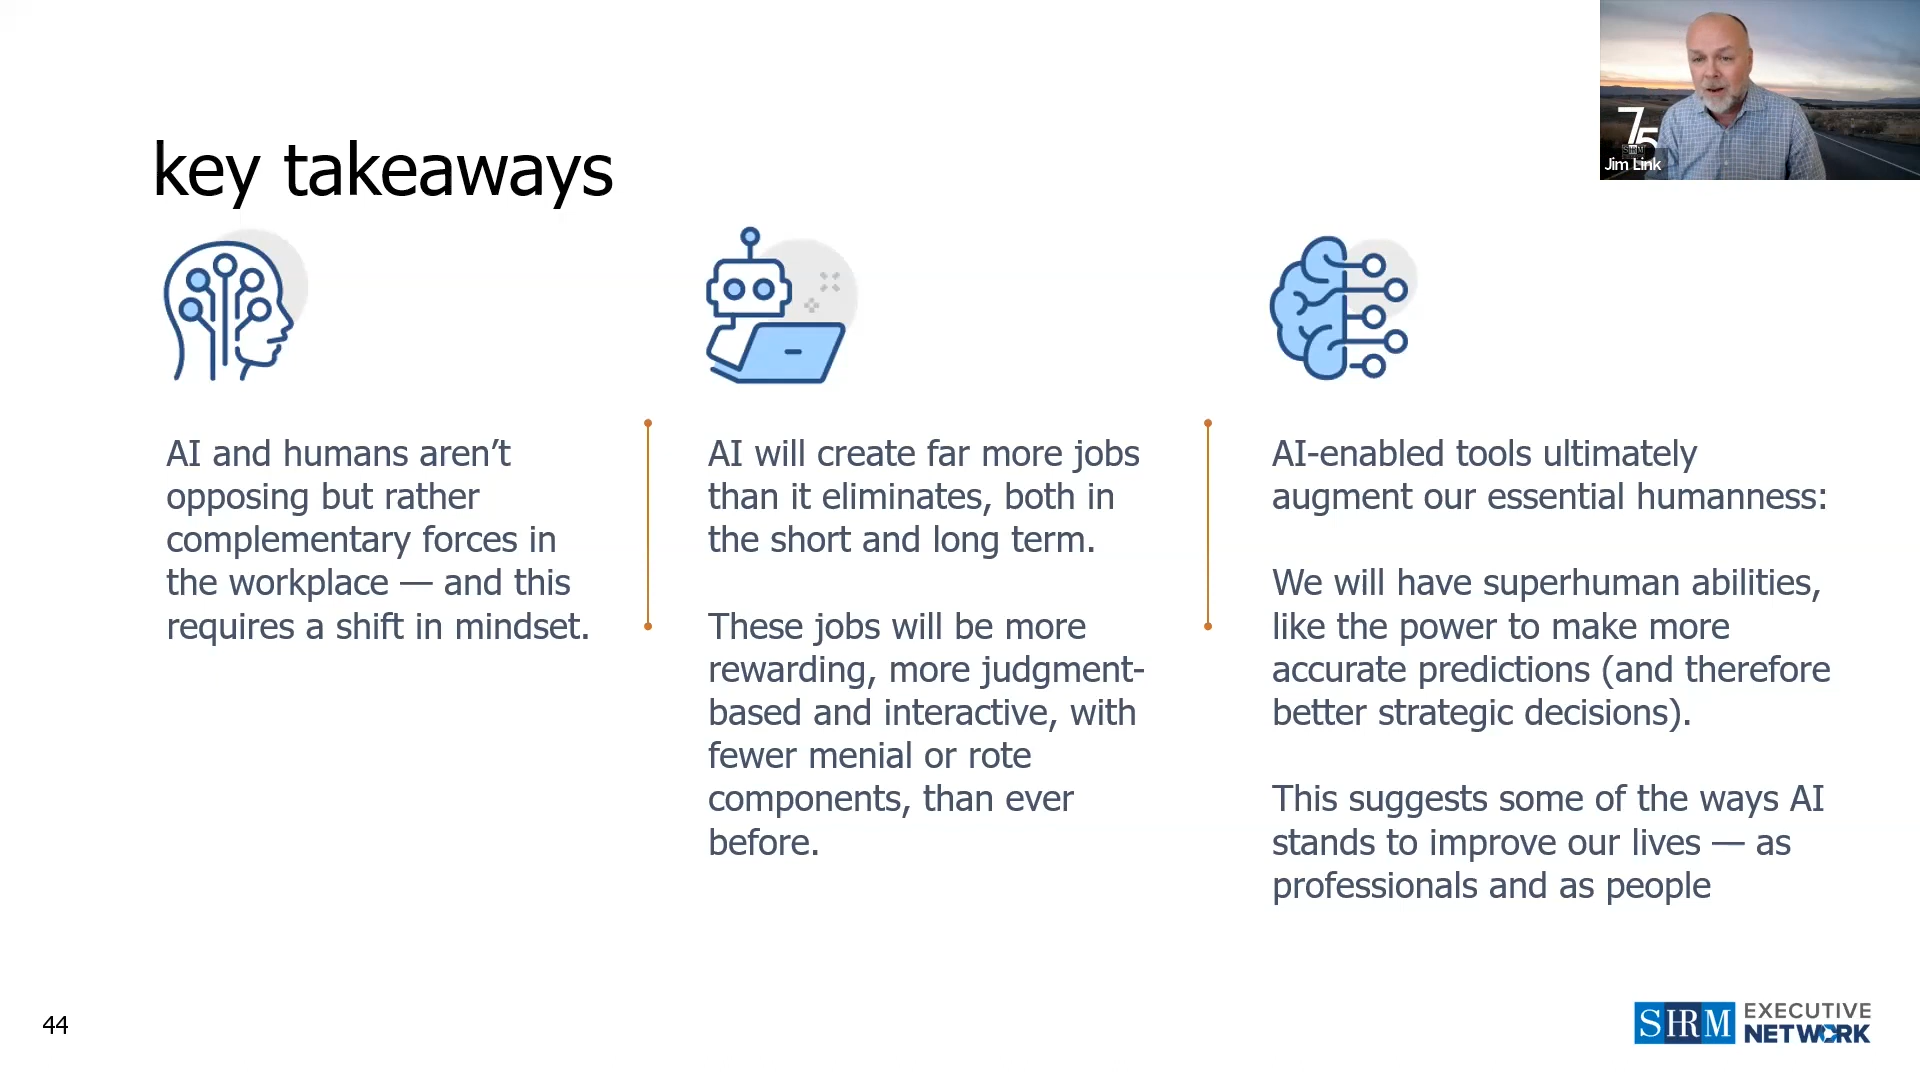 75
SHRM
Jim Link
key takeaways
AI and humans aren’t
opposing but rather
complementary forces in
the workplace — and this
requires a shift in mindset.
AI will create far more jobs
than it eliminates, both in
the short and long term.
These jobs will be more
rewarding, more judgment-
based and interactive, with
fewer menial or rote
components, than ever
before.
AI-enabled tools ultimately
augment our essential humanness:
We will have superhuman abilities,
like the power to make more
accurate predictions (and therefore
better strategic decisions).
This suggests some of the ways AI
stands to improve our lives — as
professionals and as people
44
SHRM EXECUTIVE
NETWORK